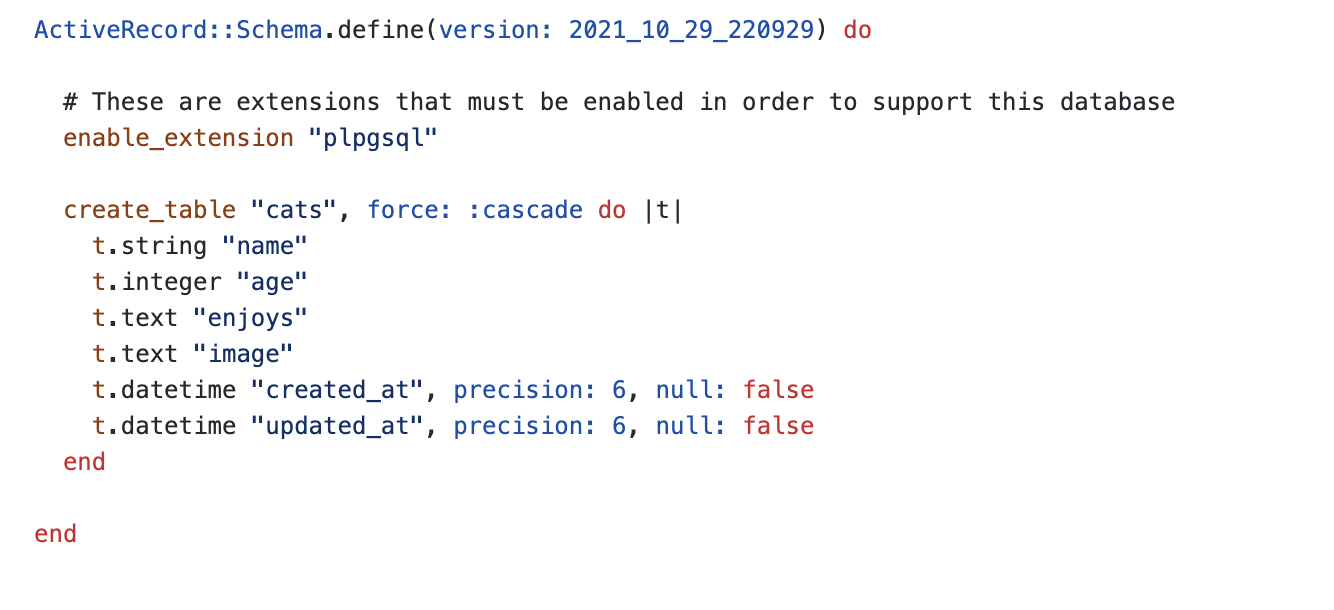 ActiveRecord::Schema.define(version: 2021_10_29_220929) do
# These are extensions that must be enabled in order to support this database
enable_extension "plpgsql"
create_table "cats", force: :cascade do |t|
t.string "name"
t.integer "age"
t.text "enjoys"
t.text "image"
t.datetime "created_at", precision: 6, null: false
t.datetime "updated_at", precision: 6, null: false
end
end